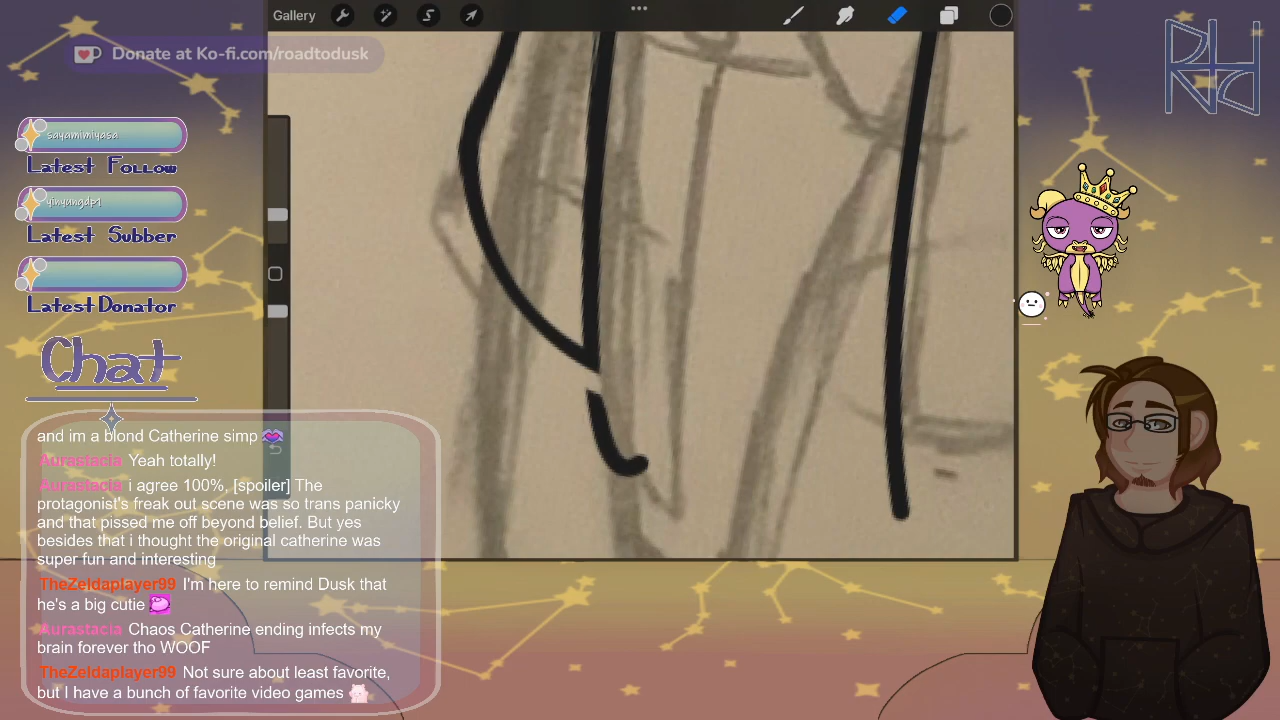 Gallery
Donate at Ko-fi.com/roadtodusk
RtD
sayamimiyasa
Latest Follow
yinyungdp1
Latest Subber
Latest Donator
Chat
and im a blond Catherine simp
Aurastacia Yeah totally!
Aurastacia i agree 100%, [spoiler] The
protagonist's freak out scene was so trans panicky
and that pissed me off beyond belief. But yes
besides that i thought the original catherine was
super fun and interesting
TheZeldaplayer99 I'm here to remind Dusk that
he's a big cutie
Aurastacia Chaos Catherine ending infects my
brain forever tho WOOF
TheZeldaplayer99 Not sure about least favorite,
but I have a bunch of favorite video games